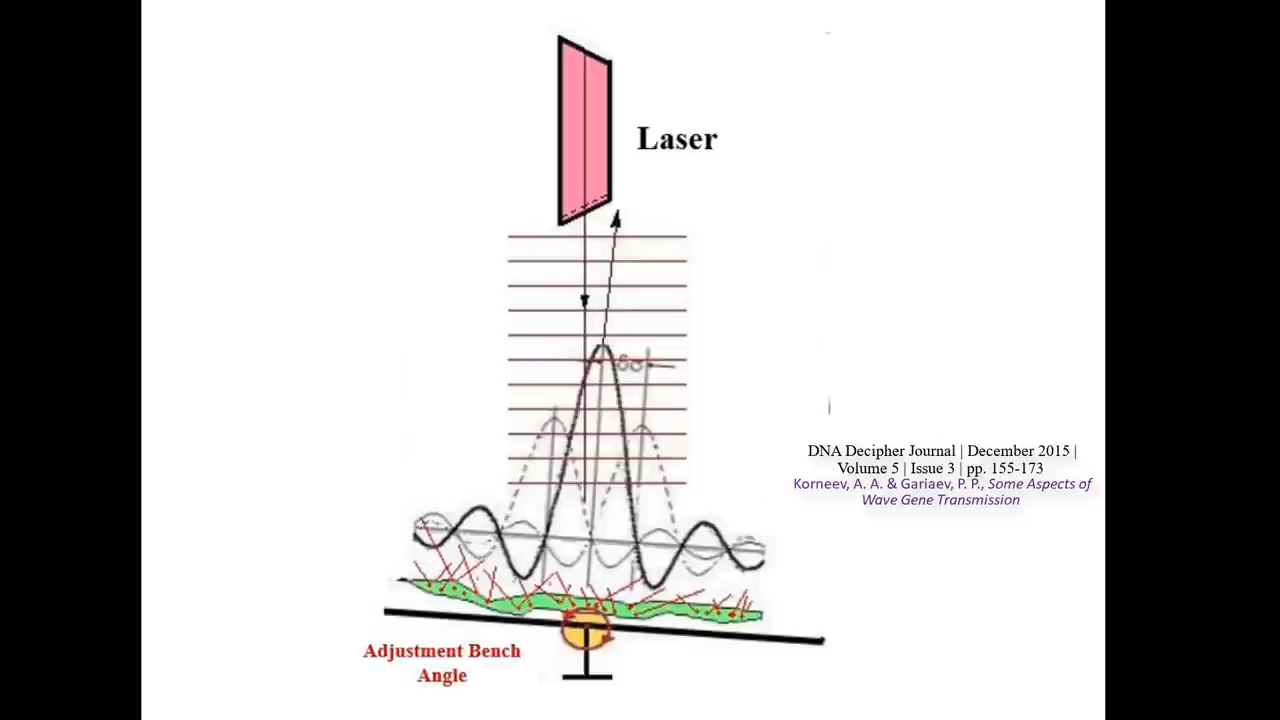 Laser
DNA Decipher Journal | December 2015 |
Volume 5 | Issue 3 | pp. 155-173
Korneev, A. A. & Gariaev, P. P., Some Aspects of
Wave Gene Transmission
Adjustment Bench
Angle